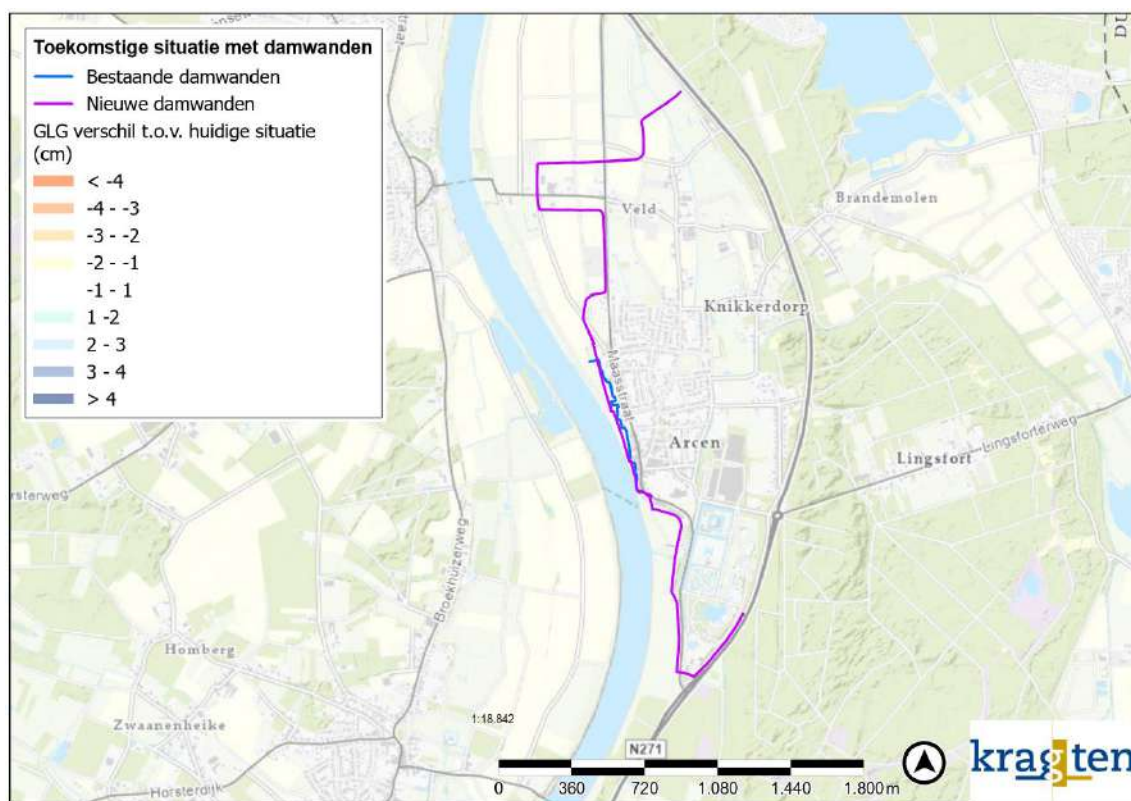 Toekomstige situatie met damwanden
Bestaande damwanden
Nieuwe damwanden
GLG verschil t.o.v. huidige situatie
(cm)
< -4
-4 - -3
-3 - -2
-2 - -1
-1 - 1
1 -2
2 - 3
3 - 4
> 4
Brandemolen
Veld
Knikkerdorp
Maasstraat
Arcen
Lingsfort
Lingsforterweg
Broekhuizerweg
Homberg
Zwaanenheike
Horsterdijk
1:18.842
N271
0 360 720 1.080 1.440 1.800 m
kragten